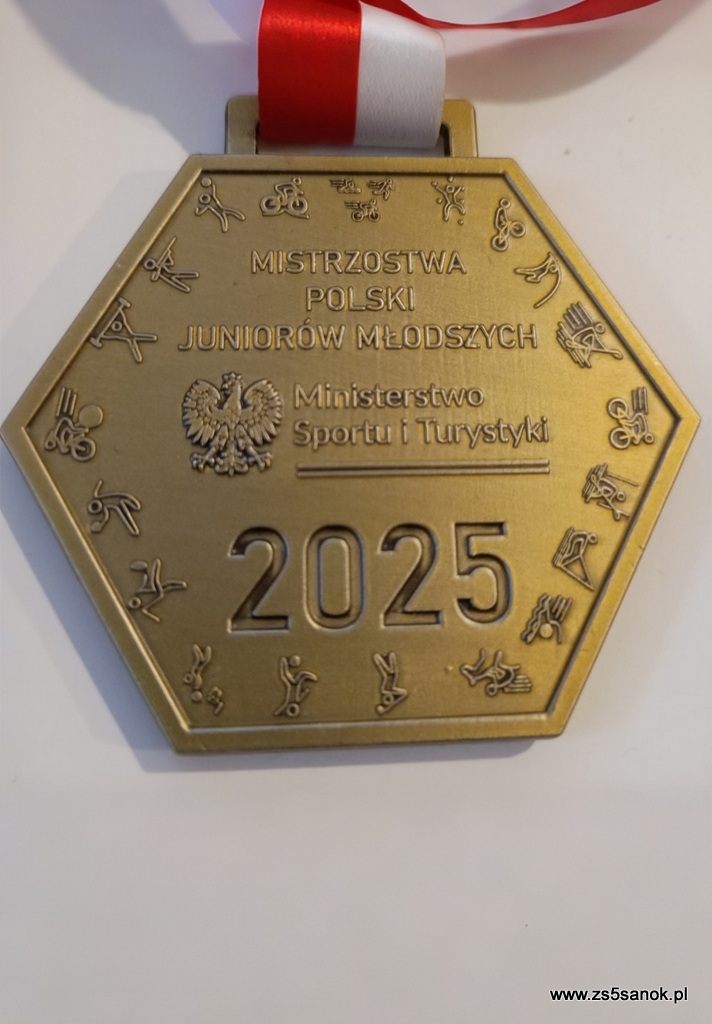 MISTRZOSTWA
POLSKI
JUNIORÓW MŁODSZYCH
Ministerstwo
Sportu i Turystyki
2025
www.zs5sanok.pl